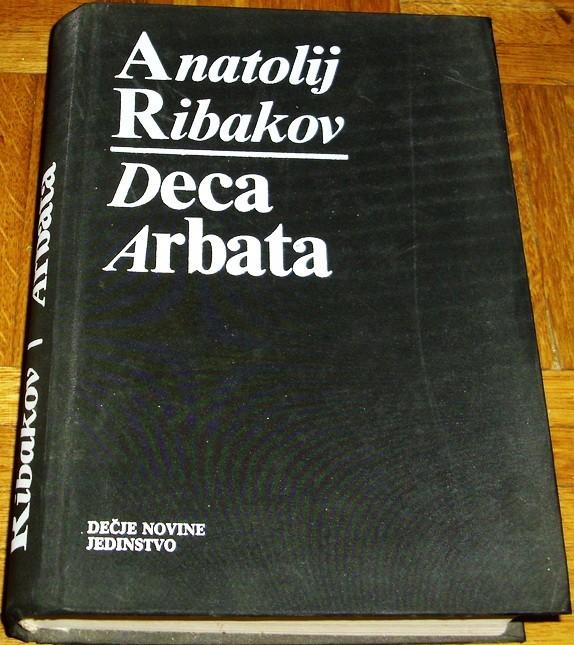 Anatolij
Ribakov
Deca
Arbata
DEČJE NOVINE
JEDINSTVO
Ribakov | Arbata